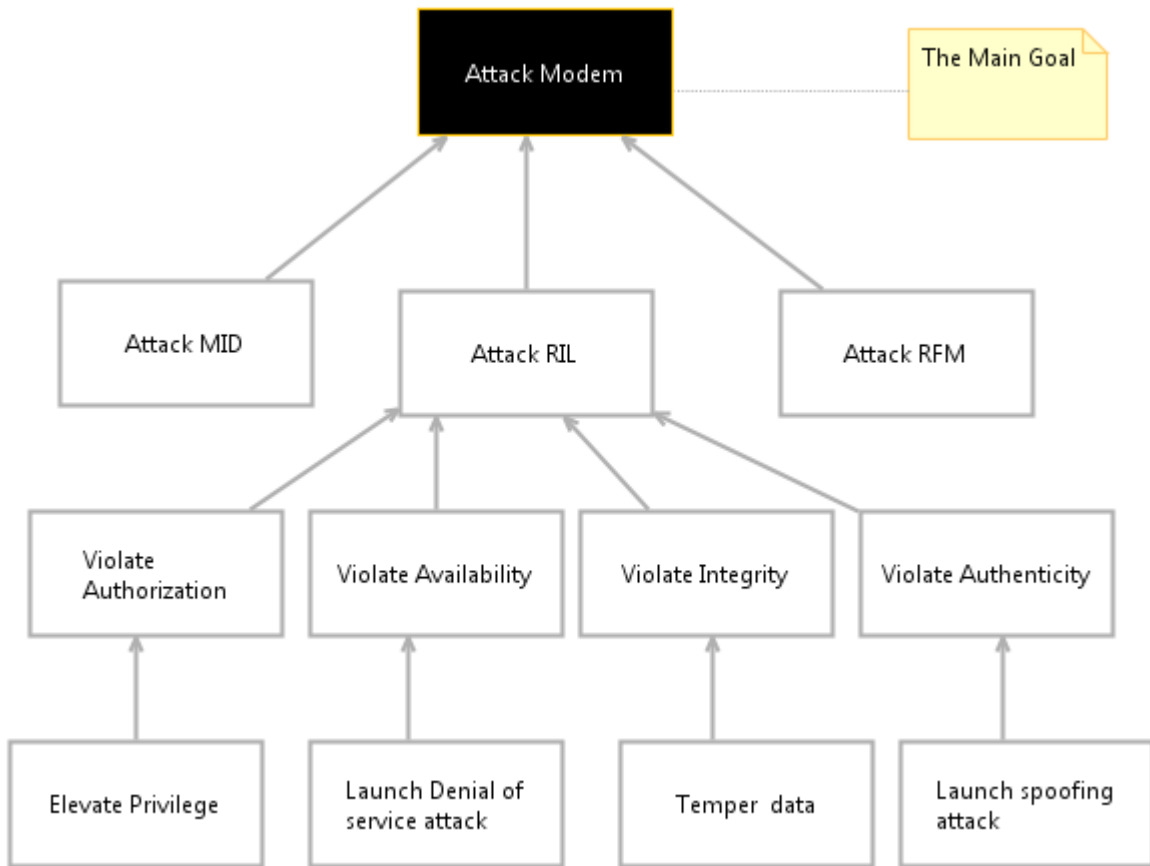 Attack Modem
The Main Goal
Attack MID
Attack RIL
Attack RFM
Violate
Authorization
Violate Availability
Violate Integrity
Violate Authenticity
Elevate Privilege
Launch Denial of
service attack
Temper data
Launch spoofing
attack